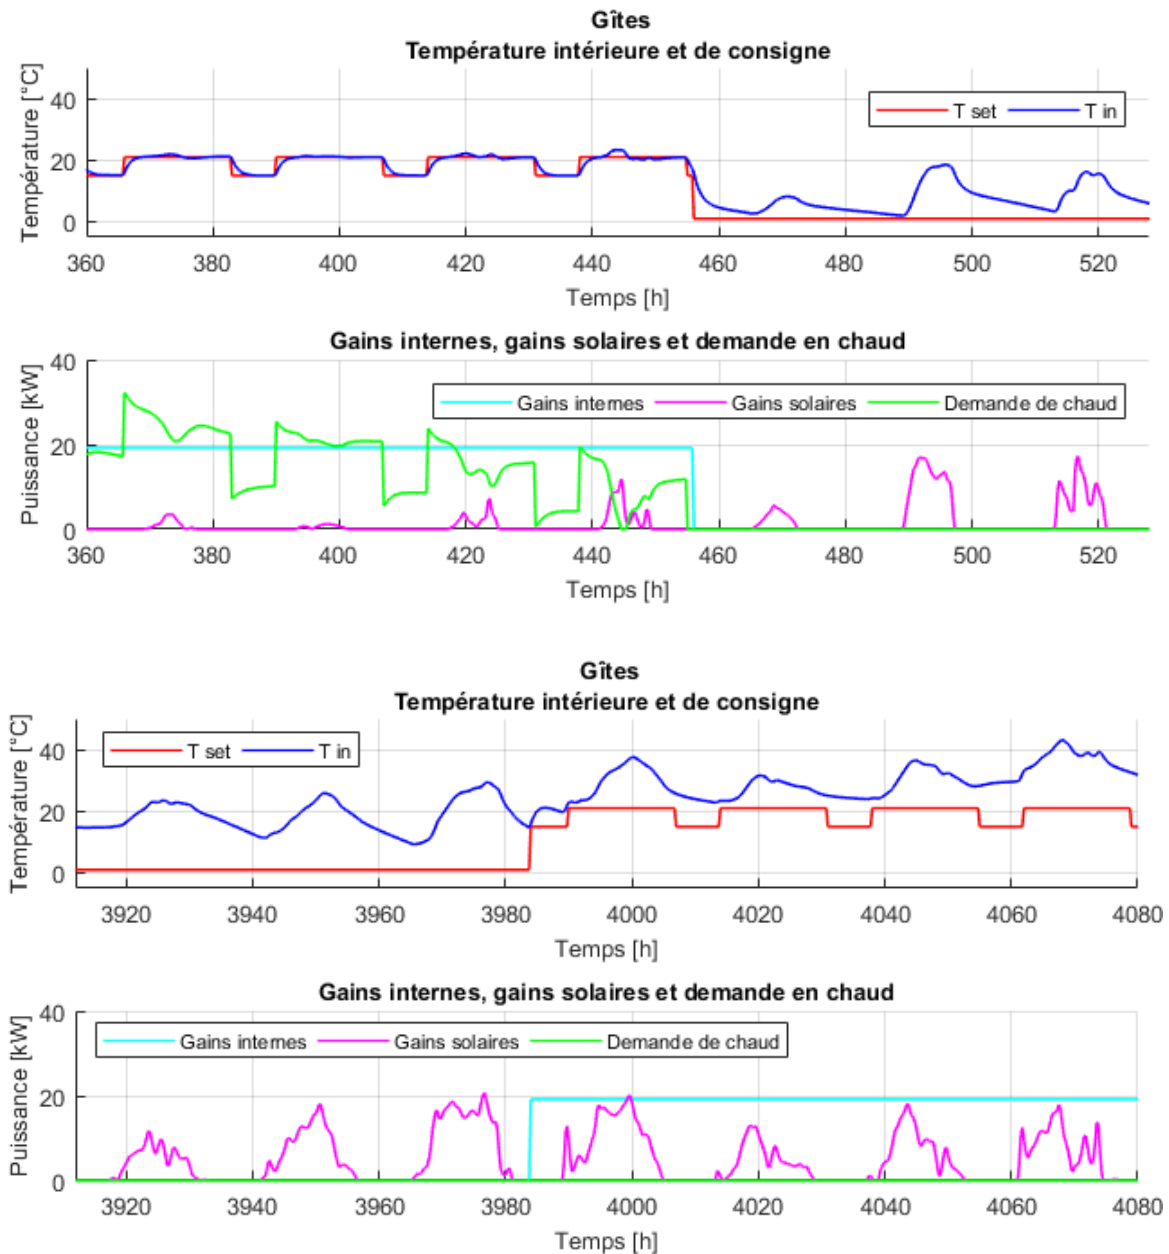 Gîtes
Température intérieure et de consigne
Température [°C]
40
20
0
T set T in
360 380 400 420 440 460 480 500 520
Temps [h]
Gains internes, gains solaires et demande en chaud
Puissance [kW]
40
20
0
Gains internes Gains solaires Demande de chaud
360 380 400 420 440 460 480 500 520
Temps [h]
Gîtes
Température intérieure et de consigne
Température [°C]
40
20
0
T set T in
3920 3940 3960 3980 4000 4020 4040 4060 4080
Temps [h]
Gains internes, gains solaires et demande en chaud
Puissance [kW]
40
20
0
Gains internes Gains solaires Demande de chaud
3920 3940 3960 3980 4000 4020 4040 4060 4080
Temps [h]